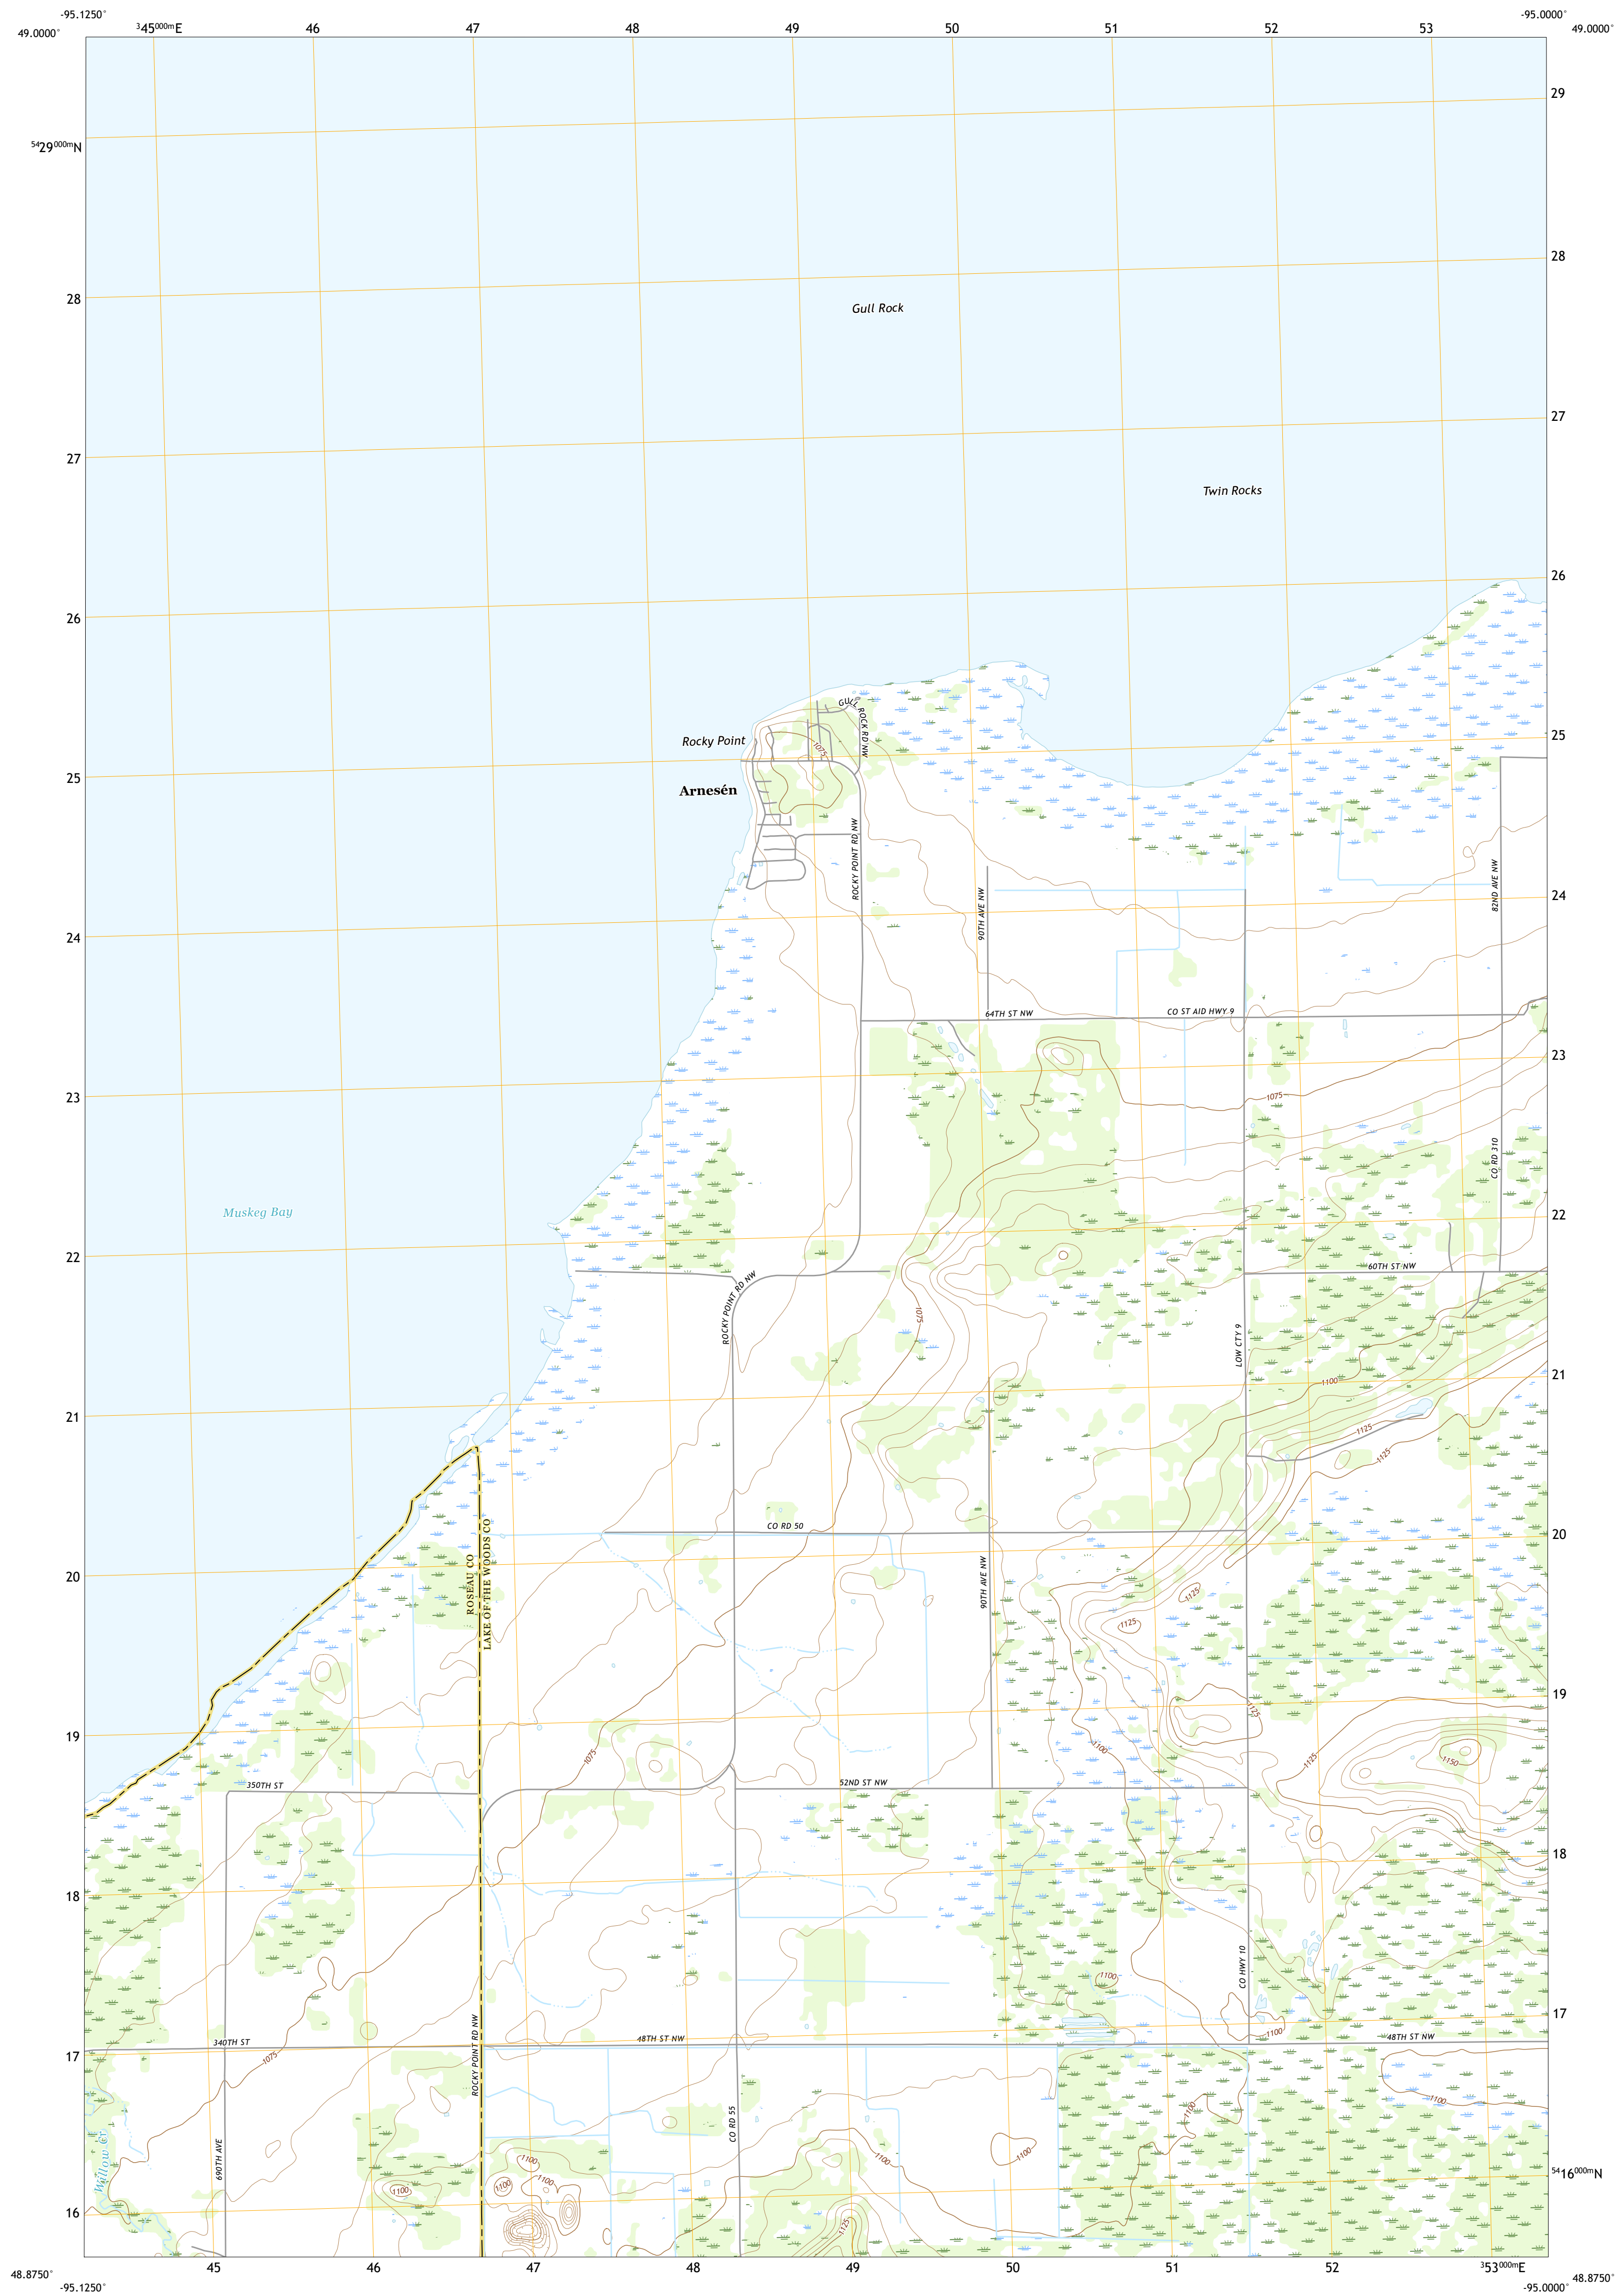 -95.1250°
345000mE
46
47
48
49
50
51
52
53
-95.0000°
49.0000°
49.0000°
29
5429000mN
28
28
Gull Rock
27
27
Twin Rocks
26
26
GULL ROCK RD NW
25
Rocky Point
1075
25
Arnesén
ROCKY POINT RD NW
90TH AVE NW
82ND AVE NW
24
24
64TH ST NW
CO ST AID HWY 9
23
23
1075
CO RD 310
Muskeg Bay
22
22
60TH ST NW
ROCKY POINT RD NW
1075
LOW CTY 9
21
1100
21
1125
1125
CO RD 50
20
ROSEAU CO
LAKE OF THE WOODS CO
90TH AVE NW
20
1125
1125
19
1125
19
1100
1075
1125
1150
350TH ST
52ND ST NW
18
18
CO HWY 10
1100
17
ROCKY POINT RD NW
1100
340TH ST
48TH ST NW
48TH ST NW
17
1075
1100
1100
CO RD 55
Willow Cr
690TH AVE
1100
1100
1100
1100
1100
1100
5416000mN
16
1125
45
46
47
48
49
50
51
52
353000mE
48.8750°
48.8750°
-95.1250°
-95.0000°